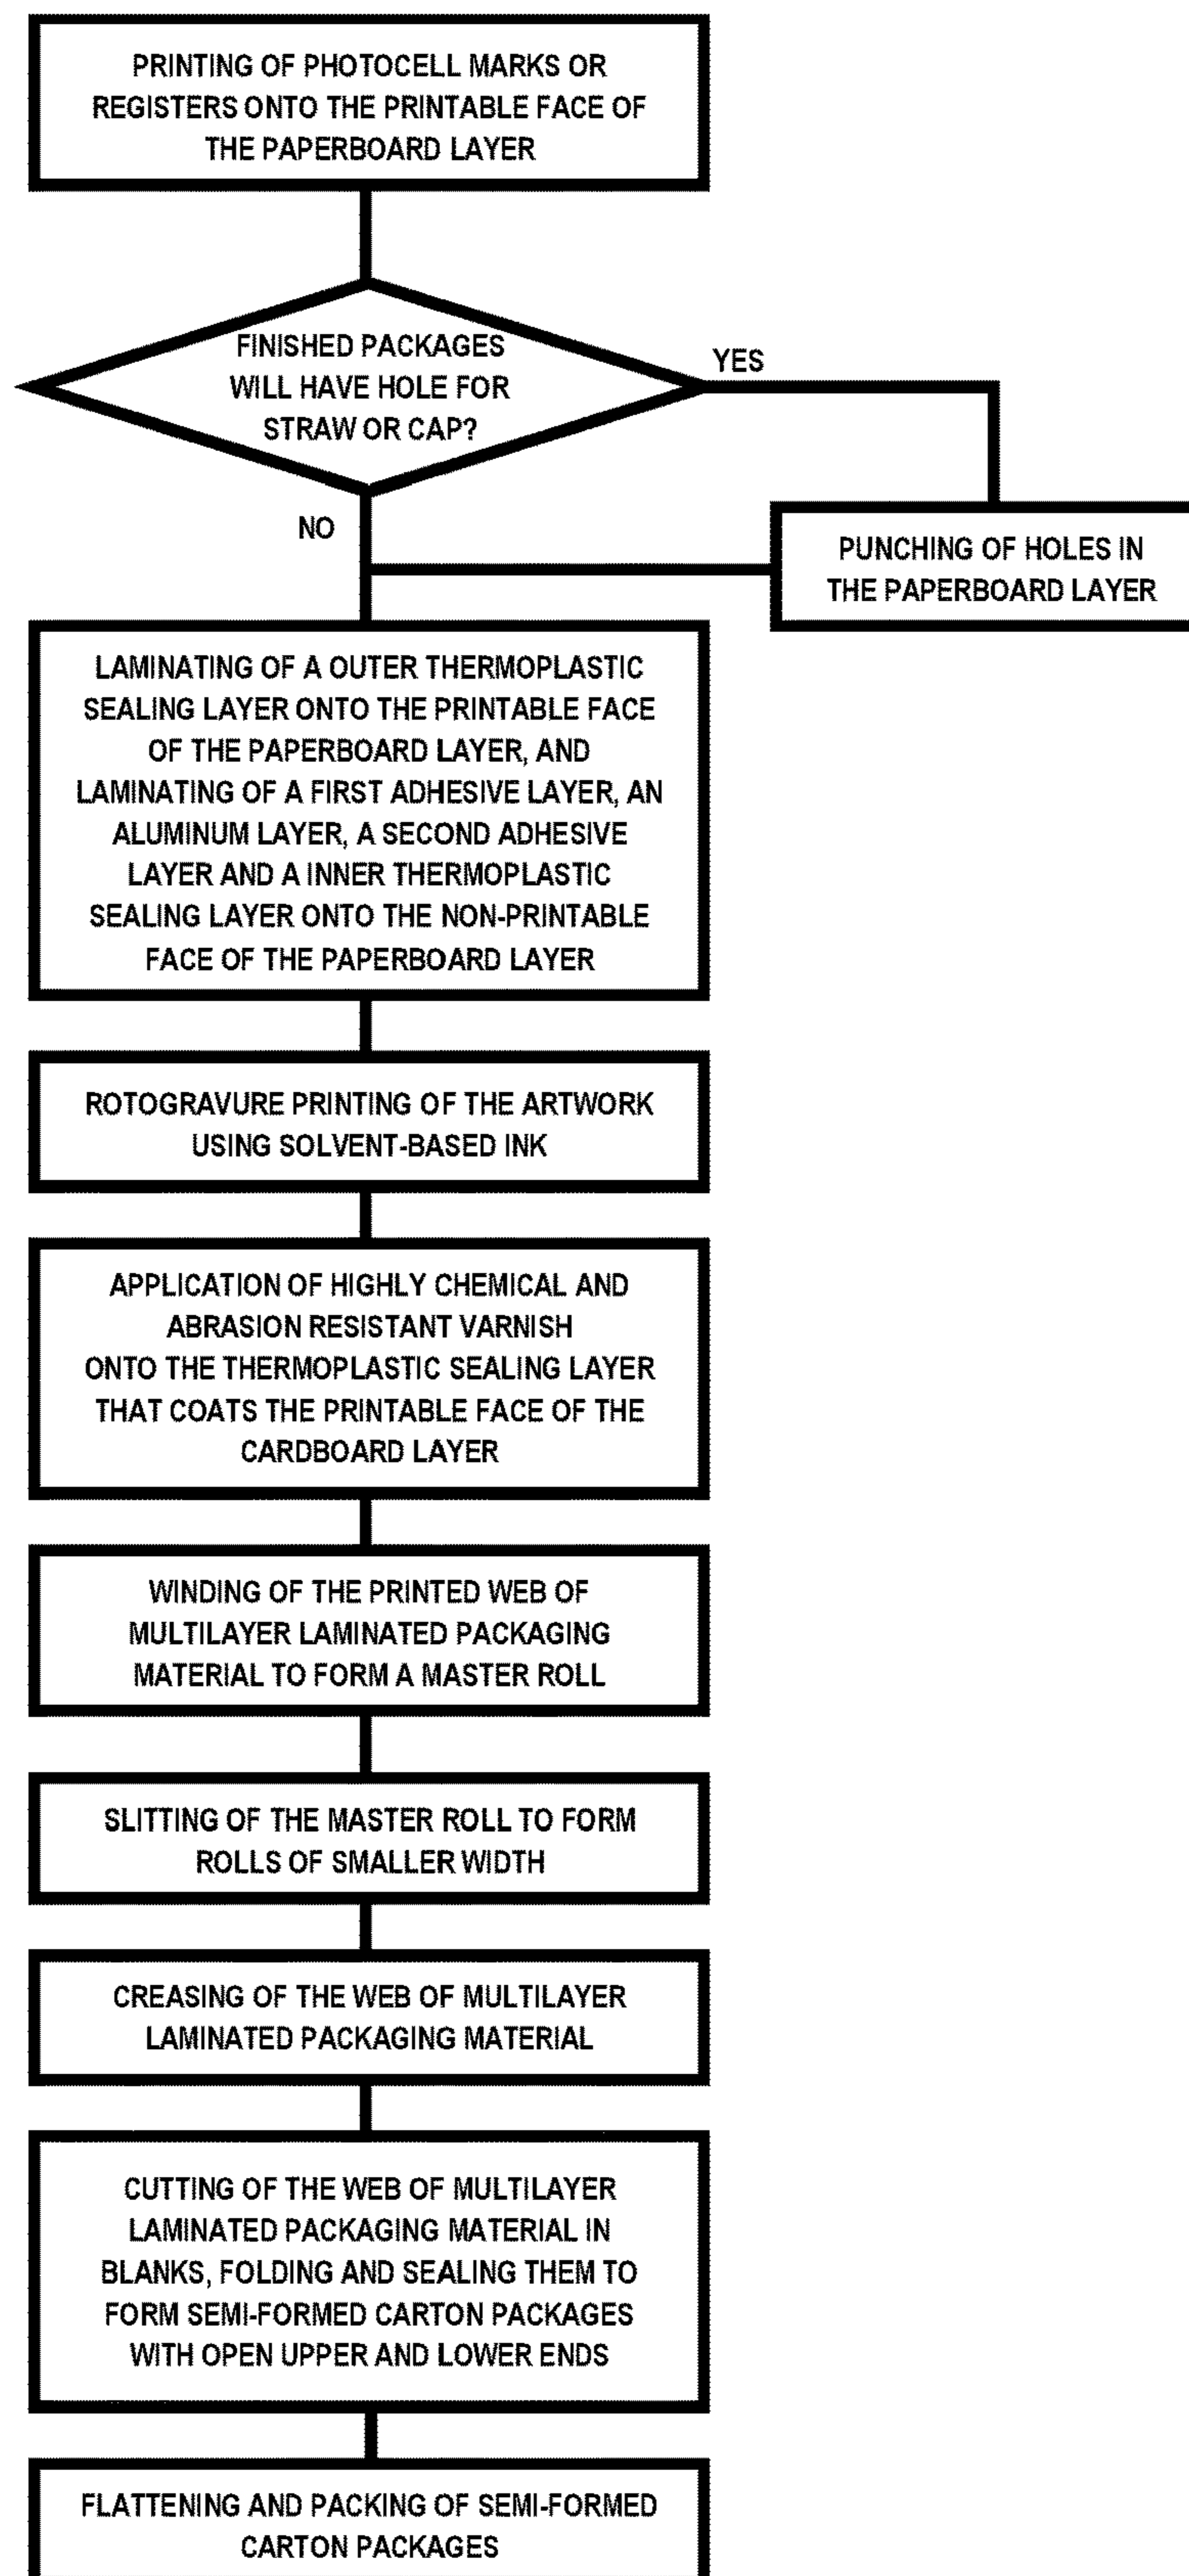 PRINTING OF PHOTOCELL MARKS OR
REGISTERS ONTO THE PRINTABLE FACE OF
THE PAPERBOARD LAYER
FINISHED PACKAGES
WILL HAVE HOLE FOR
STRAW OR CAP?
YES
NO
PUNCHING OF HOLES IN
THE PAPERBOARD LAYER
LAMINATING OF A OUTER THERMOPLASTIC
SEALING LAYER ONTO THE PRINTABLE FACE
OF THE PAPERBOARD LAYER, AND
LAMINATING OF A FIRST ADHESIVE LAYER, AN
ALUMINUM LAYER, A SECOND ADHESIVE
LAYER AND A INNER THERMOPLASTIC
SEALING LAYER ONTO THE NON-PRINTABLE
FACE OF THE PAPERBOARD LAYER
ROTOGRAVURE PRINTING OF THE ARTWORK
USING SOLVENT-BASED INK
APPLICATION OF HIGHLY CHEMICAL AND
ABRASION RESISTANT VARNISH
ONTO THE THERMOPLASTIC SEALING LAYER
THAT COATS THE PRINTABLE FACE OF THE
CARDBOARD LAYER
WINDING OF THE PRINTED WEB OF
MULTILAYER LAMINATED PACKAGING
MATERIAL TO FORM A MASTER ROLL
SLITTING OF THE MASTER ROLL TO FORM
ROLLS OF SMALLER WIDTH
CREASING OF THE WEB OF MULTILAYER
LAMINATED PACKAGING MATERIAL
CUTTING OF THE WEB OF MULTILAYER
LAMINATED PACKAGING MATERIAL IN
BLANKS, FOLDING AND SEALING THEM TO
FORM SEMI-FORMED CARTON PACKAGES
WITH OPEN UPPER AND LOWER ENDS
FLATTENING AND PACKING OF SEMI-FORMED
CARTON PACKAGES